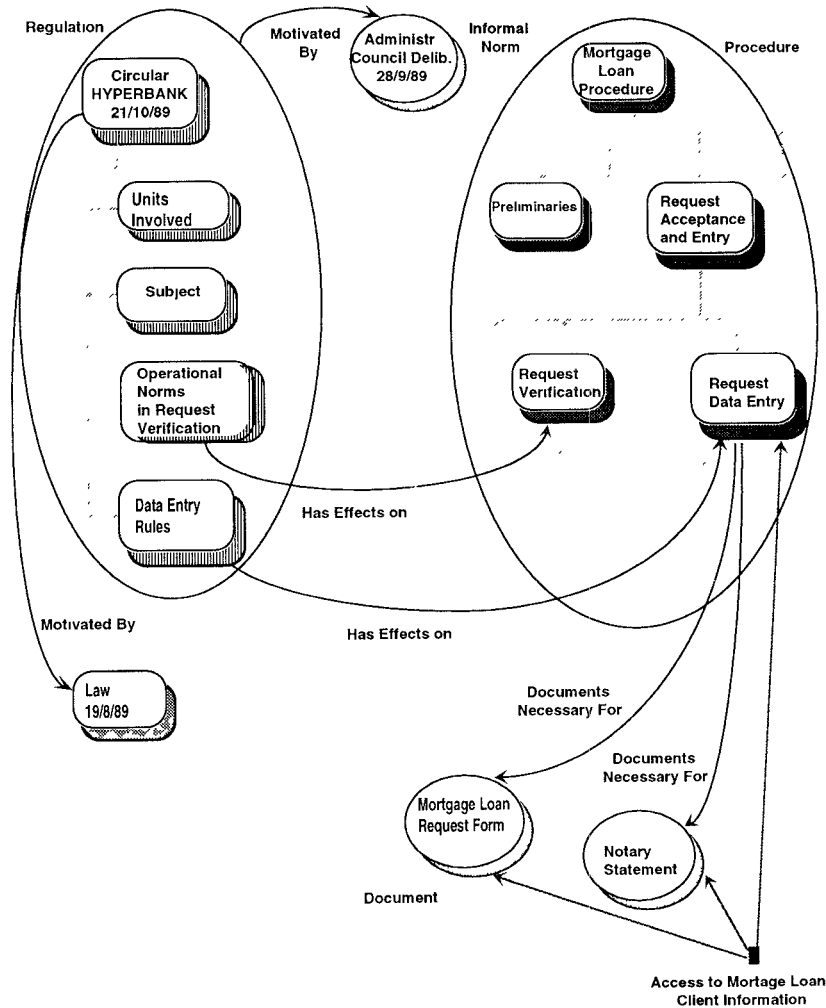 Regulation
Motivated
By
Administr
Council Delib.
28/9/89
Informal
Norm
Mortgage
Loan
Procedure
Procedure
Circular
HYPERBANK
21/10/89
Units
Involved
Preliminaries
Request
Acceptance
and Entry
Subject
Operational
Norms
in Request
Verification
Request
Verification
Request
Data Entry
Data Entry
Rules
Has Effects on
Has Effects on
Motivated By
Law
19/8/89
Documents
Necessary For
Documents
Necessary For
Mortgage Loan
Request Form
Notary
Statement
Document
Access to Mortage Loan
Client Information